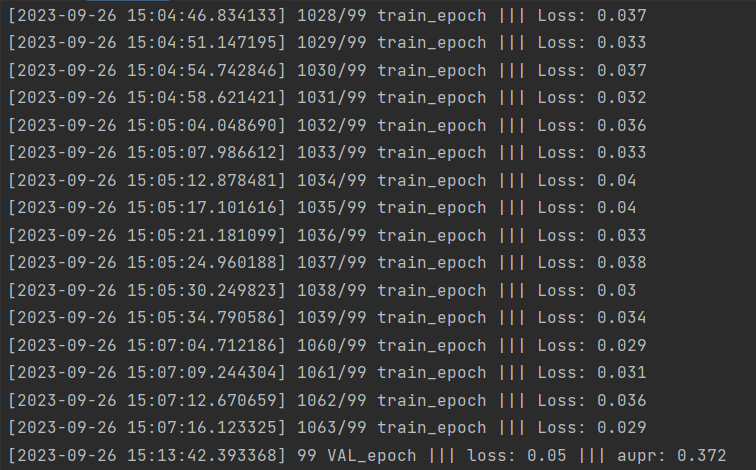 [2023-09-26 15:04:46.834133] 1028/99 train_epoch ||| Loss: 0.037
[2023-09-26 15:04:51.147195] 1029/99 train_epoch ||| Loss: 0.033
[2023-09-26 15:04:54.742846] 1030/99 train_epoch ||| Loss: 0.037
[2023-09-26 15:04:58.621421] 1031/99 train_epoch ||| Loss: 0.032
[2023-09-26 15:05:04.048690] 1032/99 train_epoch ||| Loss: 0.036
[2023-09-26 15:05:07.986612] 1033/99 train_epoch ||| Loss: 0.033
[2023-09-26 15:05:12.878481] 1034/99 train_epoch ||| Loss: 0.04
[2023-09-26 15:05:17.101616] 1035/99 train_epoch ||| Loss: 0.04
[2023-09-26 15:05:21.181099] 1036/99 train_epoch ||| Loss: 0.033
[2023-09-26 15:05:24.960188] 1037/99 train_epoch ||| Loss: 0.038
[2023-09-26 15:05:30.249823] 1038/99 train_epoch ||| Loss: 0.03
[2023-09-26 15:05:34.790586] 1039/99 train_epoch ||| Loss: 0.034
[2023-09-26 15:07:04.712186] 1060/99 train_epoch ||| Loss: 0.029
[2023-09-26 15:07:09.244304] 1061/99 train_epoch ||| Loss: 0.031
[2023-09-26 15:07:12.670659] 1062/99 train_epoch ||| Loss: 0.036
[2023-09-26 15:07:16.123325] 1063/99 train_epoch ||| Loss: 0.029
[2023-09-26 15:13:42.393368] 99 VAL_epoch ||| loss: 0.05 ||| aupr: 0.372